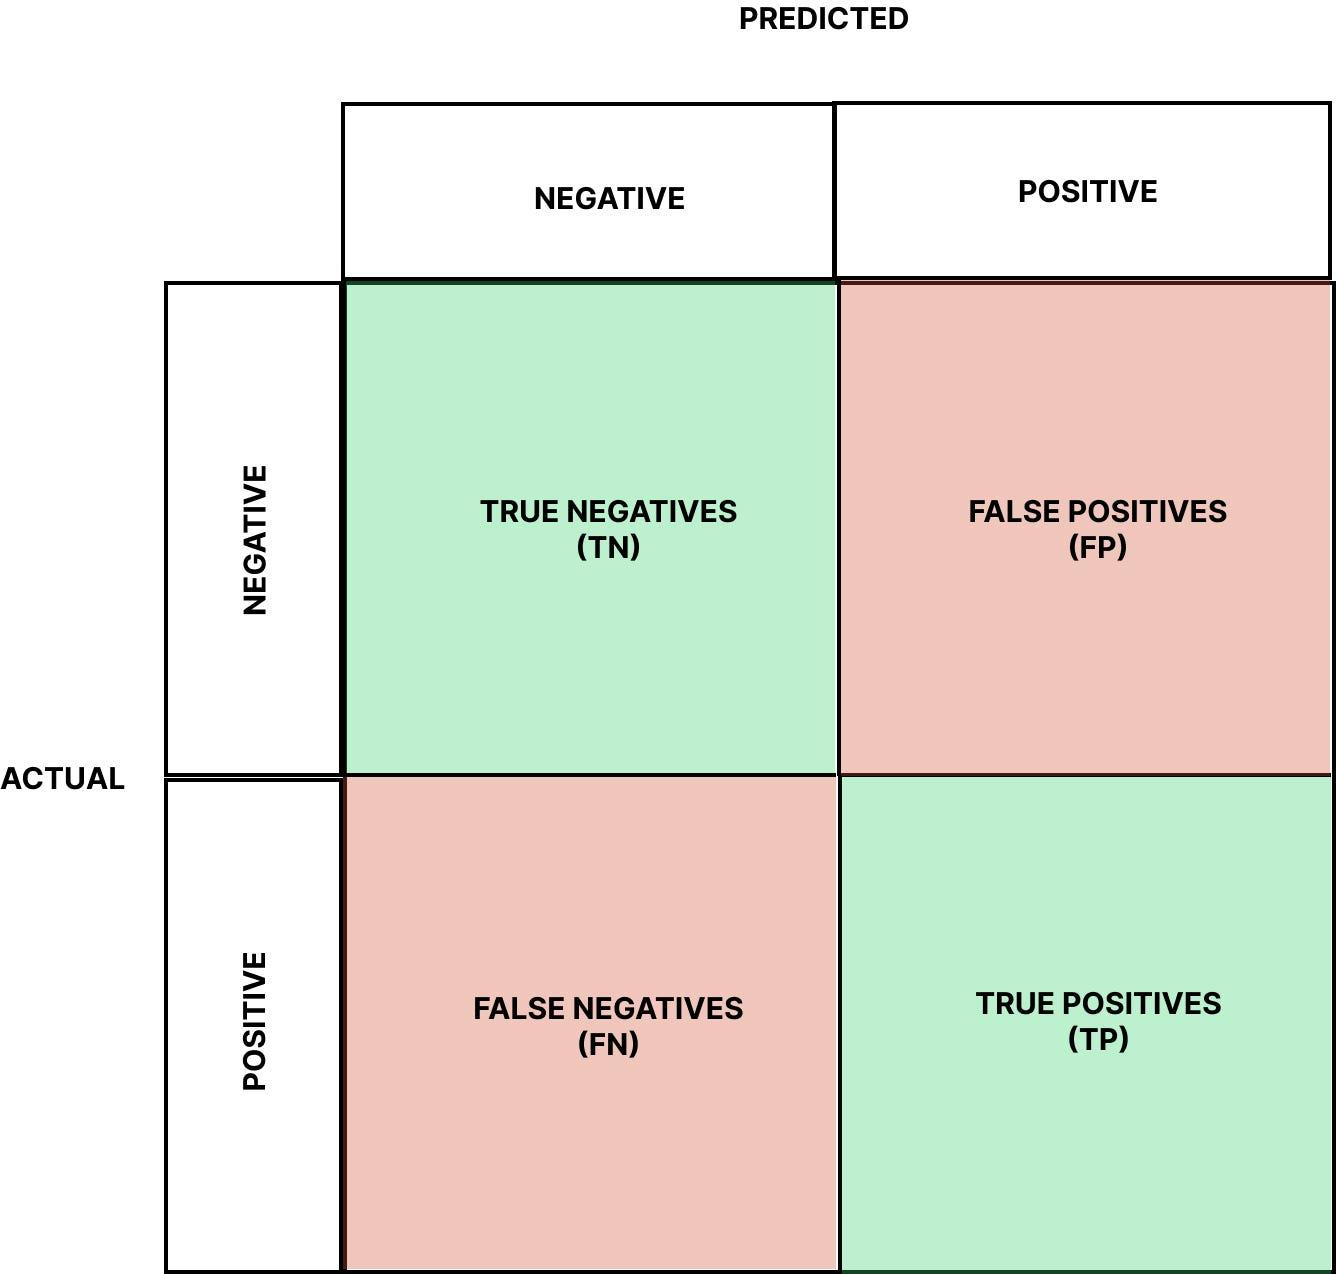 PREDICTED
NEGATIVE
POSITIVE
NEGATIVE
TRUE NEGATIVES
(TN)
FALSE POSITIVES
(FP)
ACTUAL
POSITIVE
FALSE NEGATIVES
(FN)
TRUE POSITIVES
(TP)